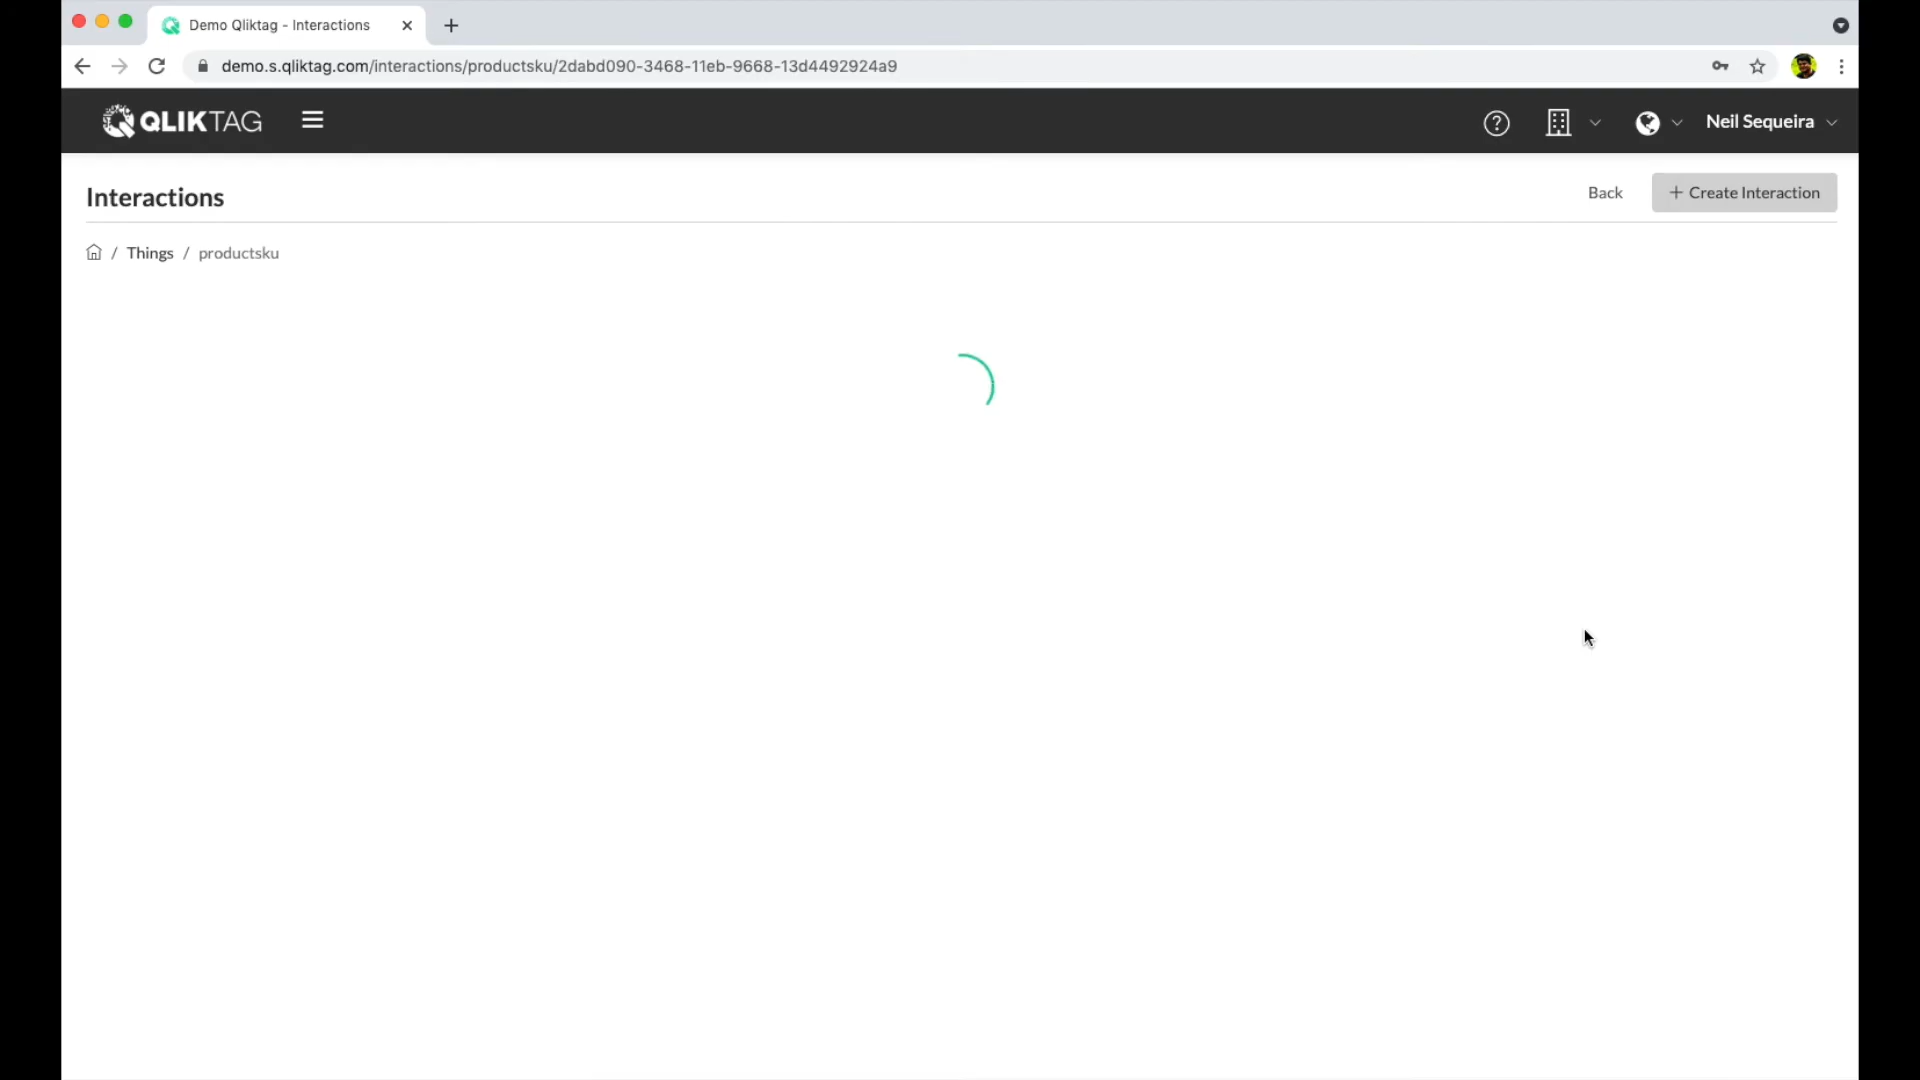 Demo Qliktag - Interactions
demo.s.qliktag.com/interactions/productsku/2dabd090-3468-11eb-9668-13d4492924a9
QLIKTAG
Neil Sequeira
Interactions
Back
+ Create Interaction
/ Things / productsku